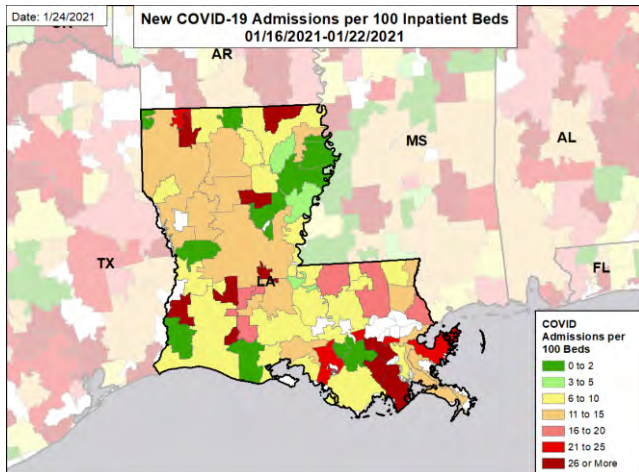 Date: 1/24/2021
New COVID-19 Admissions per 100 Inpatient Beds
01/16/2021-01/22/2021
AR
MS
AL
TX
LA
FL
COVID
Admissions per
100 Beds
0 to 2
3 to 5
6 to 10
11 to 15
16 to 20
21 to 25
26 or More